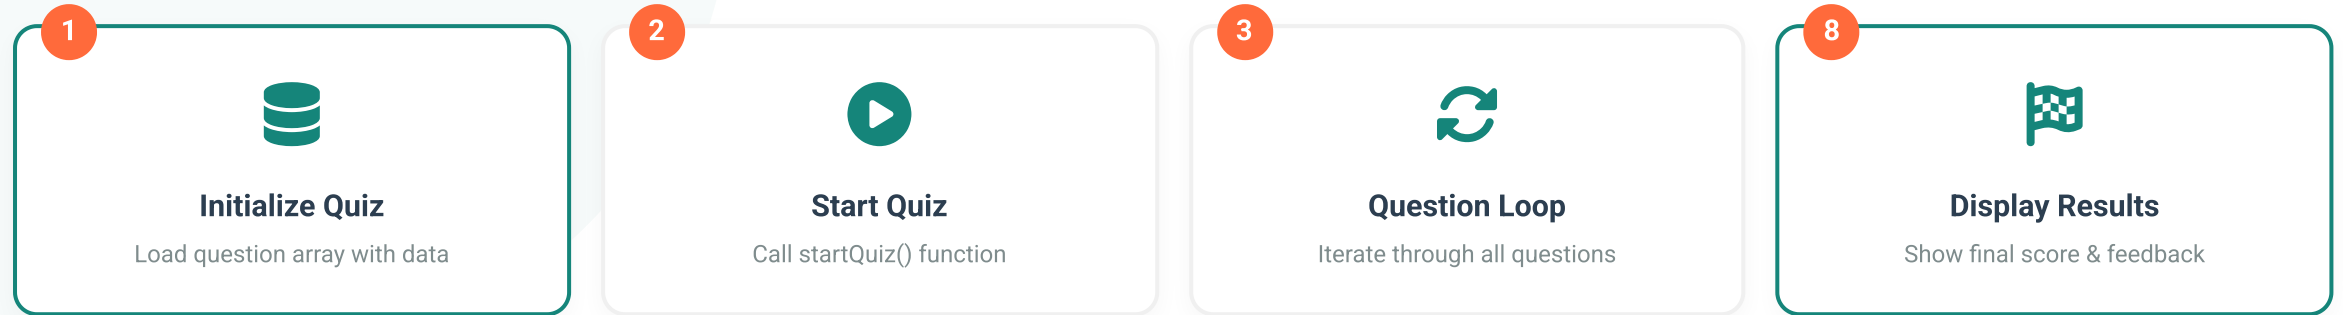 1
Initialize Quiz
Load question array with data
2
Start Quiz
Call startQuiz() function
3
Question Loop
Iterate through all questions
8
Display Results
Show final score & feedback